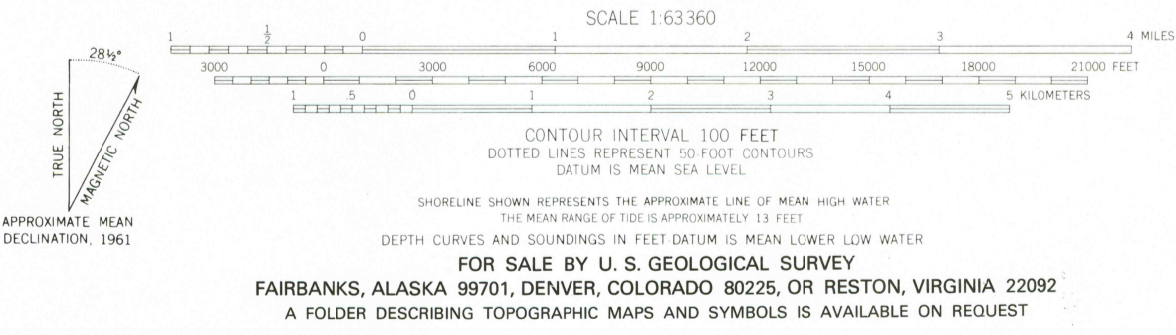 SCALE 1:63360
1 ½ 0 1 2 3 4 MILES
3000 0 3000 6000 9000 12000 15000 18000 21000 FEET
1 .5 0 1 2 3 4 5 KILOMETERS
28½°
TRUE NORTH
MAGNETIC NORTH
APPROXIMATE MEAN
DECLINATION, 1961
CONTOUR INTERVAL 100 FEET
DOTTED LINES REPRESENT 50-FOOT CONTOURS
DATUM IS MEAN SEA LEVEL
SHORELINE SHOWN REPRESENTS THE APPROXIMATE LINE OF MEAN HIGH WATER
THE MEAN RANGE OF TIDE IS APPROXIMATELY 13 FEET
DEPTH CURVES AND SOUNDINGS IN FEET-DATUM IS MEAN LOWER LOW WATER
FOR SALE BY U. S. GEOLOGICAL SURVEY
FAIRBANKS, ALASKA 99701, DENVER, COLORADO 80225, OR RESTON, VIRGINIA 22092
A FOLDER DESCRIBING TOPOGRAPHIC MAPS AND SYMBOLS IS AVAILABLE ON REQUEST